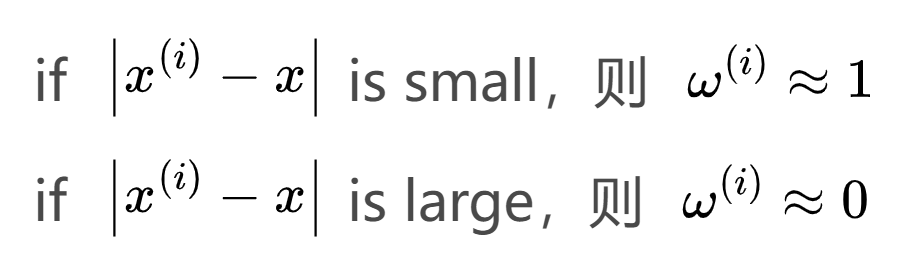 if |x^{(i)} − x| is small，则 ω^{(i)} ≈ 1
if |x^{(i)} − x| is large，则 ω^{(i)} ≈ 0